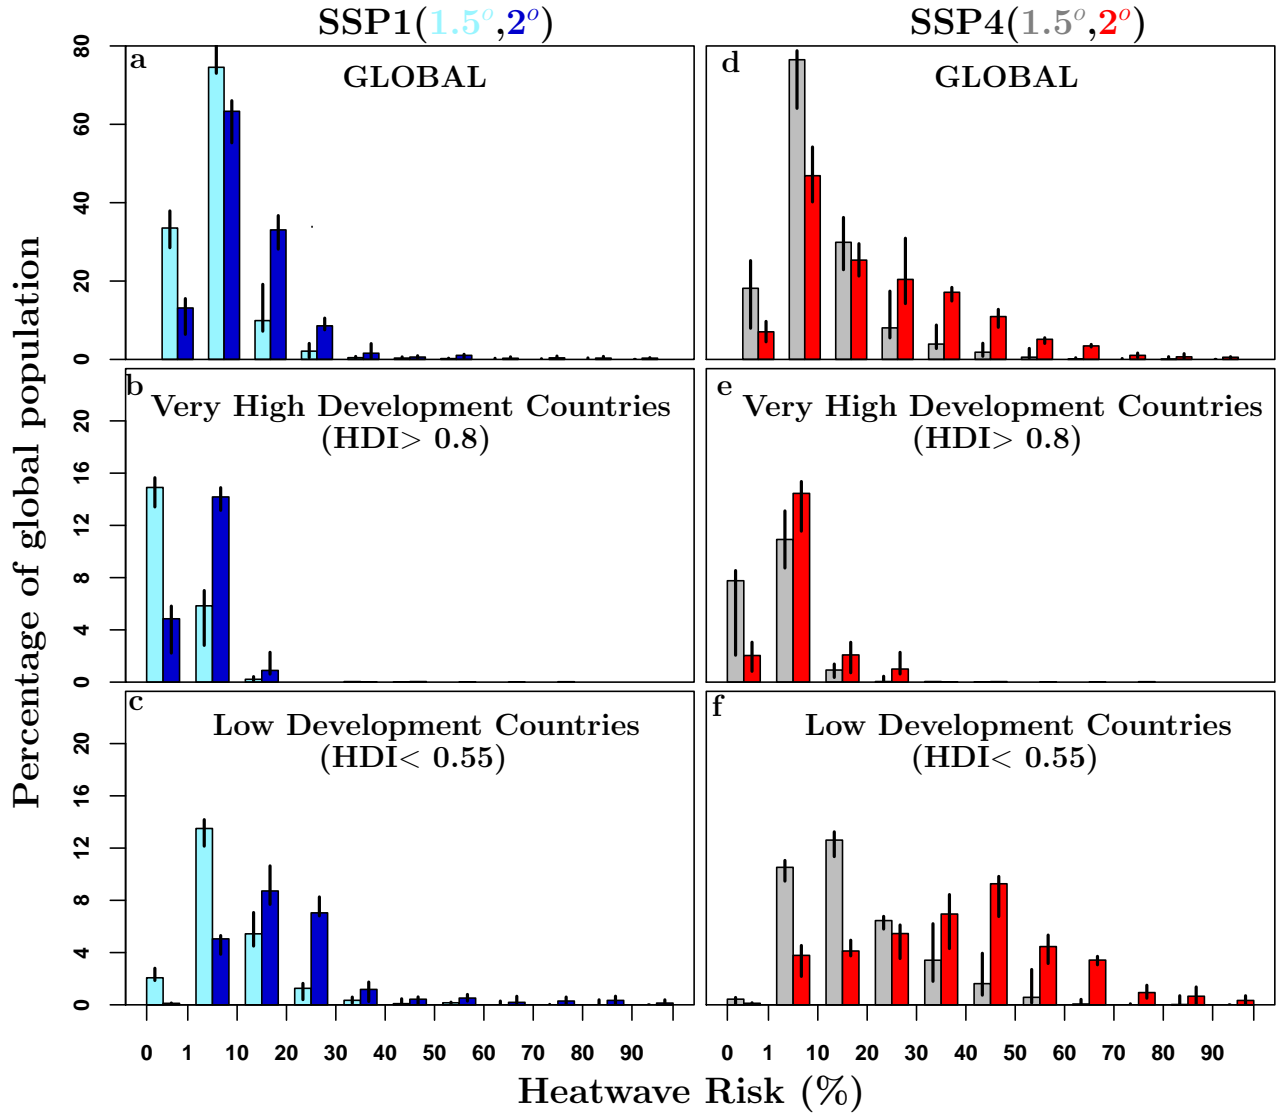 SSP1(1.5º,2º)
SSP4(1.5º,2º)
Percentage of global population
a
GLOBAL
80
60
40
20
0
d
GLOBAL
b
Very High Development Countries
(HDI> 0.8)
20
16
12
8
4
0
e
Very High Development Countries
(HDI> 0.8)
c
Low Development Countries
(HDI< 0.55)
20
16
12
8
4
0
f
Low Development Countries
(HDI< 0.55)
0 1 10 20 30 40 50 60 70 80 90
0 1 10 20 30 40 50 60 70 80 90
Heatwave Risk (%)